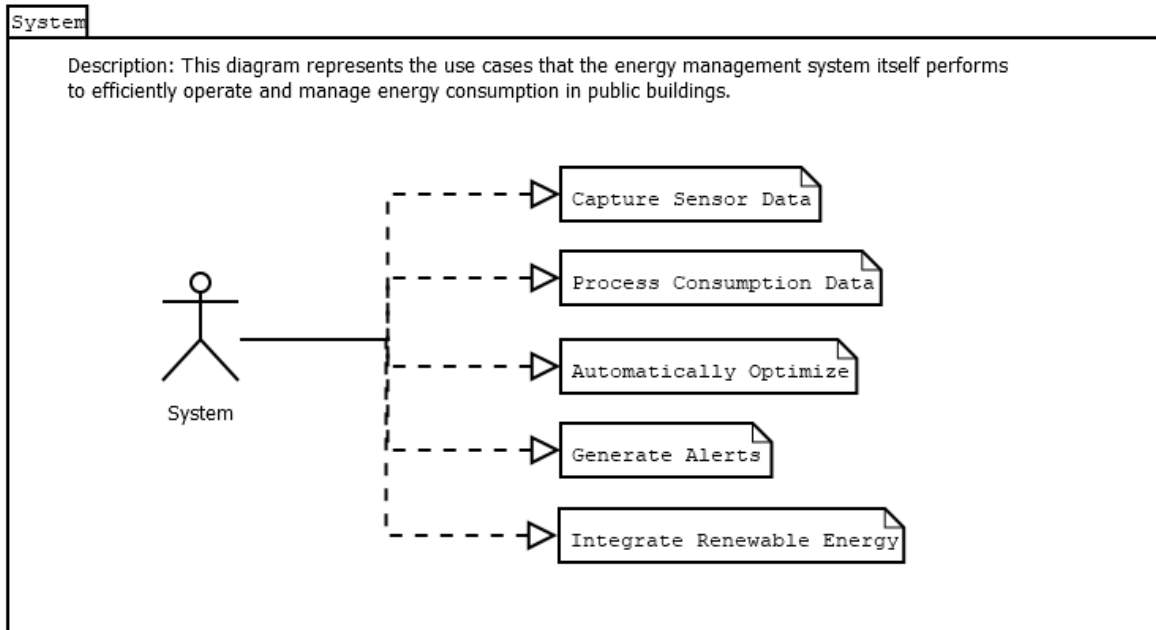 System
Description: This diagram represents the use cases that the energy management system itself performs
to efficiently operate and manage energy consumption in public buildings.
Capture Sensor Data
Process Consumption Data
Automatically Optimize
System
Generate Alerts
Integrate Renewable Energy